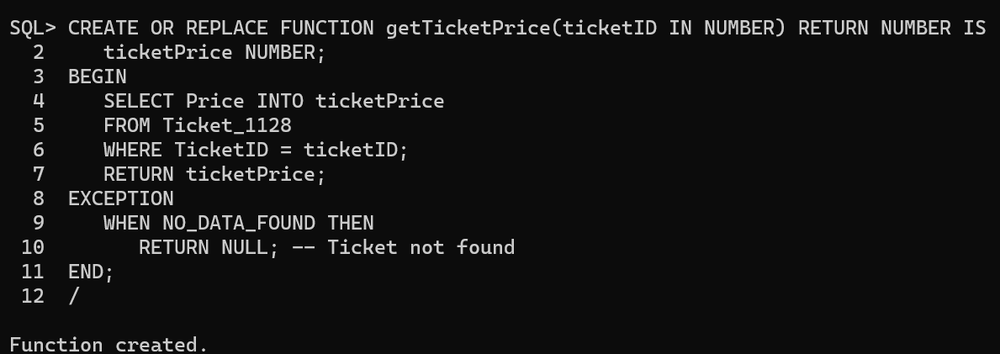 SQL> CREATE OR REPLACE FUNCTION getTicketPrice(ticketID IN NUMBER) RETURN NUMBER IS
  2     ticketPrice NUMBER;
  3  BEGIN
  4     SELECT Price INTO ticketPrice
  5     FROM Ticket_1128
  6     WHERE TicketID = ticketID;
  7     RETURN ticketPrice;
  8  EXCEPTION
  9     WHEN NO_DATA_FOUND THEN
 10        RETURN NULL; -- Ticket not found
 11  END;
 12  /
Function created.